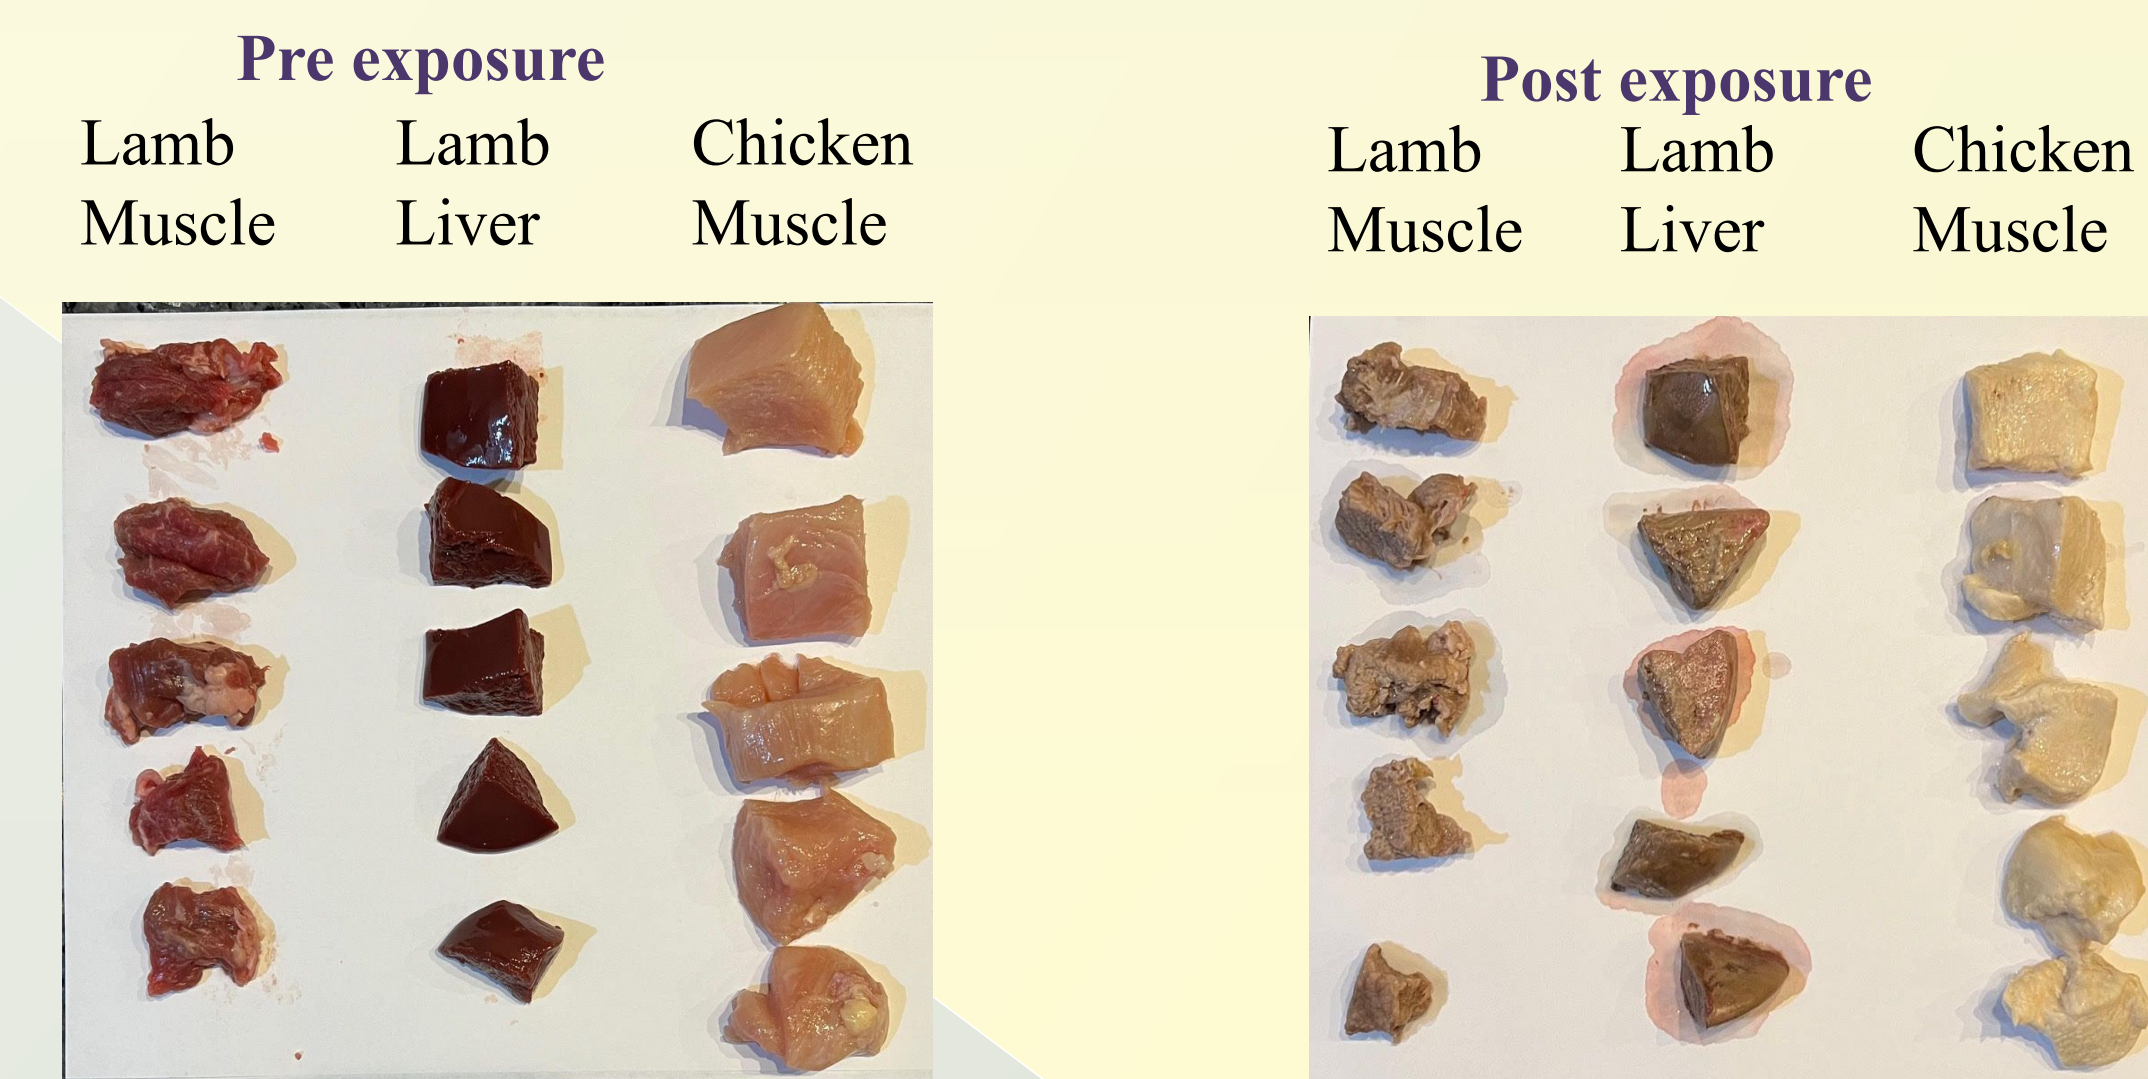 Pre exposure
Lamb
Muscle
Lamb
Liver
Chicken
Muscle
Post exposure
Lamb
Muscle
Lamb
Liver
Chicken
Muscle